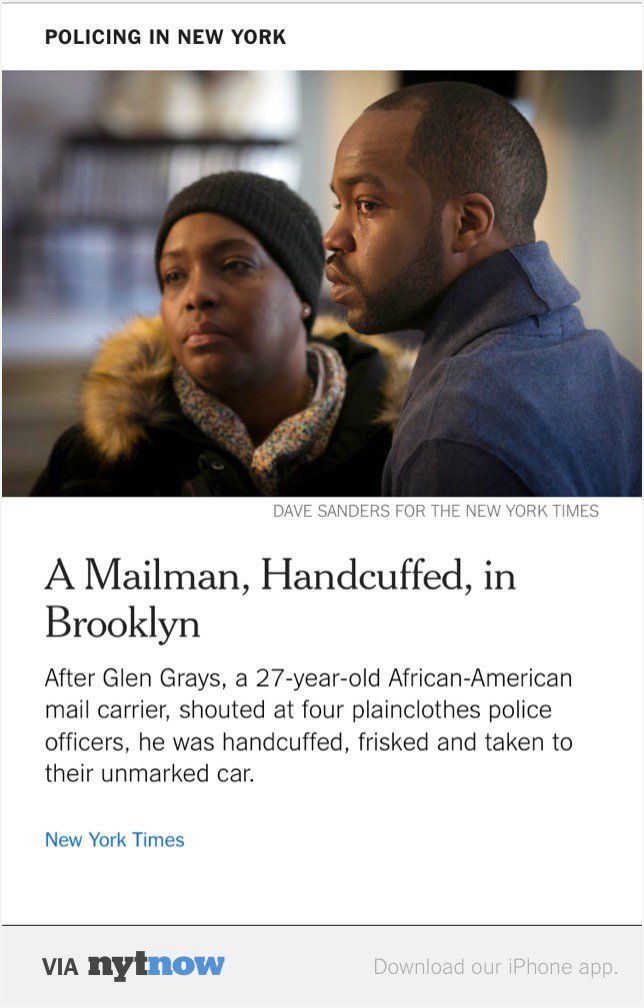 POLICING IN NEW YORK
DAVE SANDERS FOR THE NEW YORK TIMES
A Mailman, Handcuffed, in
Brooklyn
After Glen Grays, a 27-year-old African-American
mail carrier, shouted at four plainclothes police
officers, he was handcuffed, frisked and taken to
their unmarked car.
New York Times
VIA nytnow
Download our iPhone app.